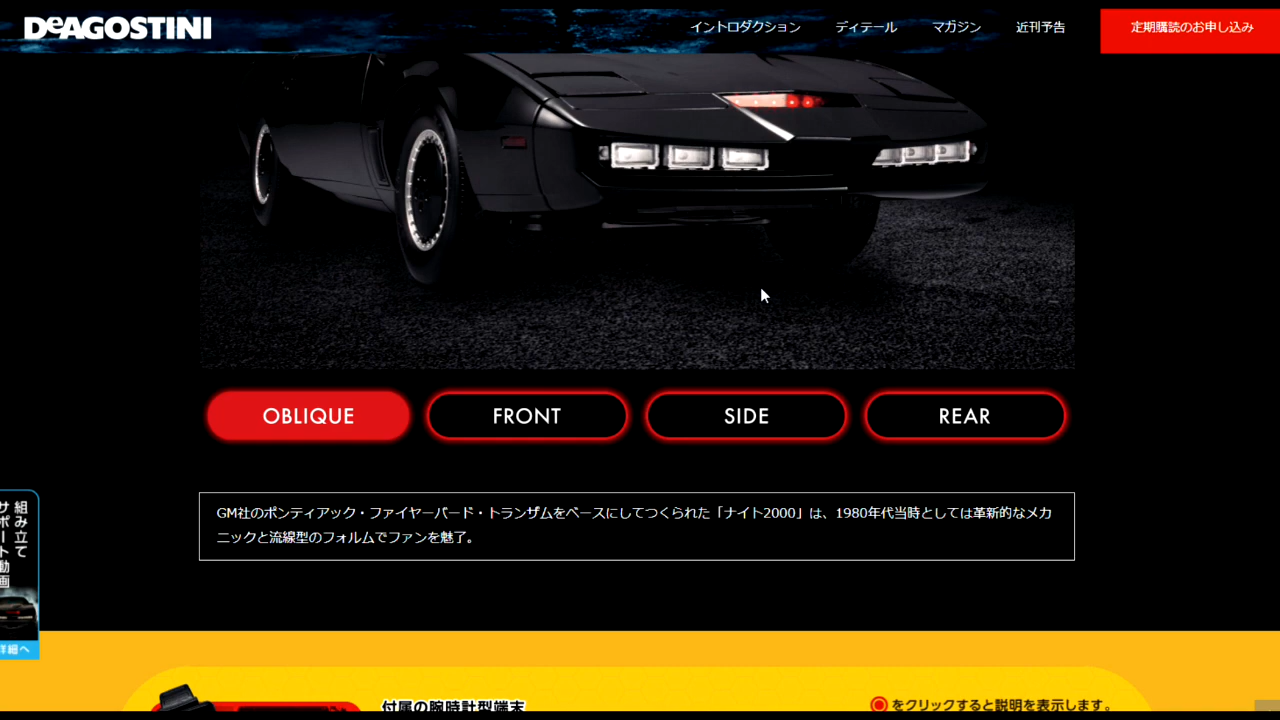 DeAGOSTINI
イントロダクション
ディテール
マガジン
近刊予告
定期購読のお申し込み
OBLIQUE
FRONT
SIDE
REAR
GM社のポンティアック・ファイヤーバード・トランザムをベースにしてつくられた「ナイト2000」は、1980年代当時としては革新的なメカ
ニックと流線型のフォルムでファンを魅了。
組み立て
サポート動画
詳細へ
付属の腕時計型端末
をクリックすると説明を表示します。